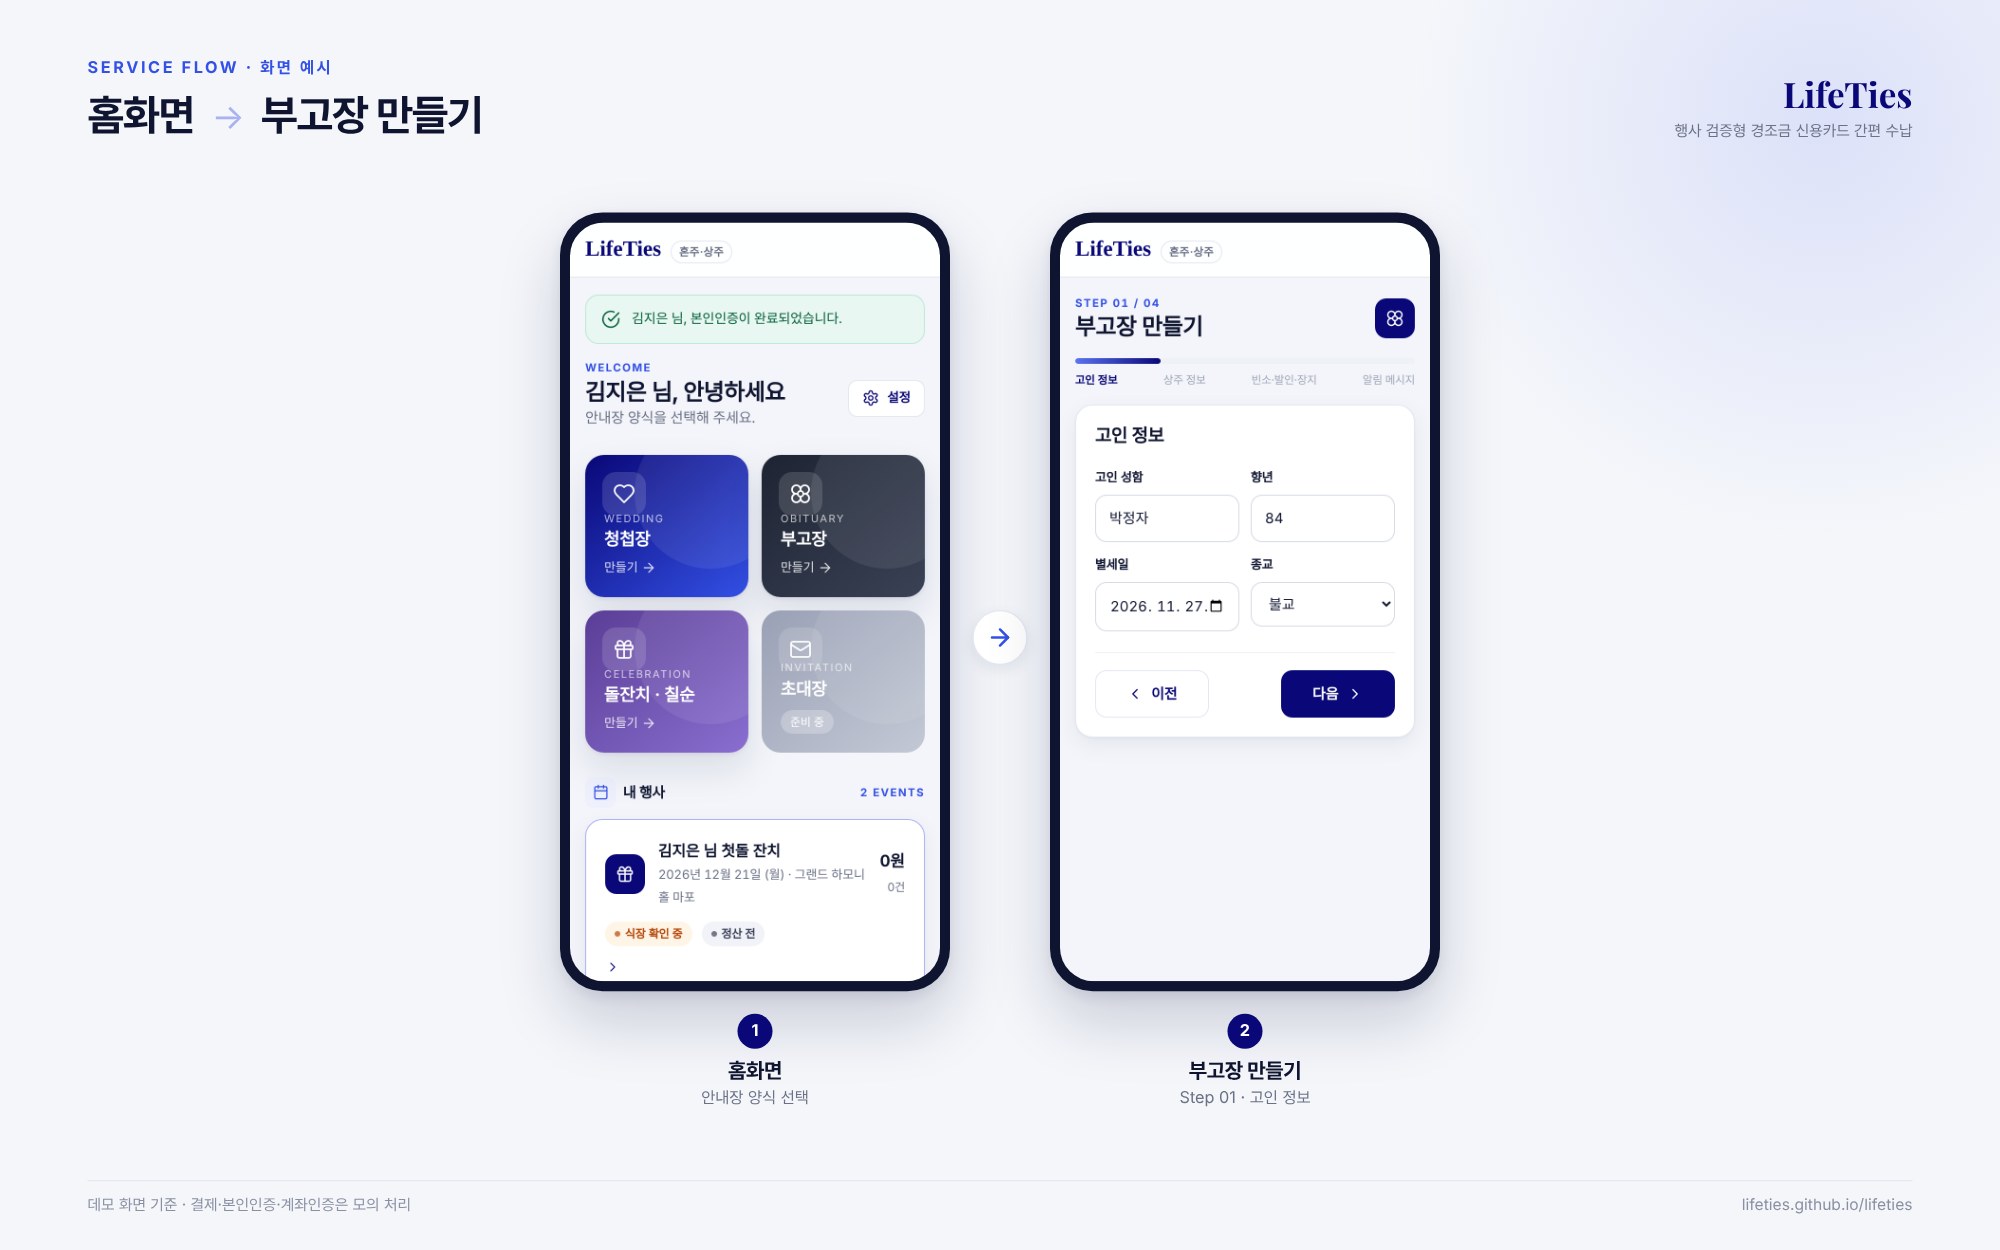 SERVICE FLOW · 화면 예시
홈화면 → 부고장 만들기
LifeTies
행사 검증형 경조금 신용카드 간편 수납
LifeTies 혼주·상주
김지은 님, 본인인증이 완료되었습니다.
WELCOME
김지은 님, 안녕하세요
안내장 양식을 선택해 주세요.
설정
WEDDING
청첩장
만들기 →
OBITUARY
부고장
만들기 →
CELEBRATION
돌잔치 · 칠순
만들기 →
INVITATION
초대장
준비 중
내 행사
2 EVENTS
김지은 님 첫돌 잔치
2026년 12월 21일 (월) · 그랜드 하모니
홀 마포
0원
0건
식장 확인 중
정산 전
1
홈화면
안내장 양식 선택
LifeTies 혼주·상주
STEP 01 / 04
부고장 만들기
고인 정보 상주 정보 빈소·발인·장지 알림 메시지
고인 정보
고인 성함 향년
박정자 84
별세일 종교
2026. 11. 27. 불교
이전 다음
2
부고장 만들기
Step 01 · 고인 정보
데모 화면 기준 · 결제·본인인증·계좌인증은 모의 처리
lifeties.github.io/lifeties